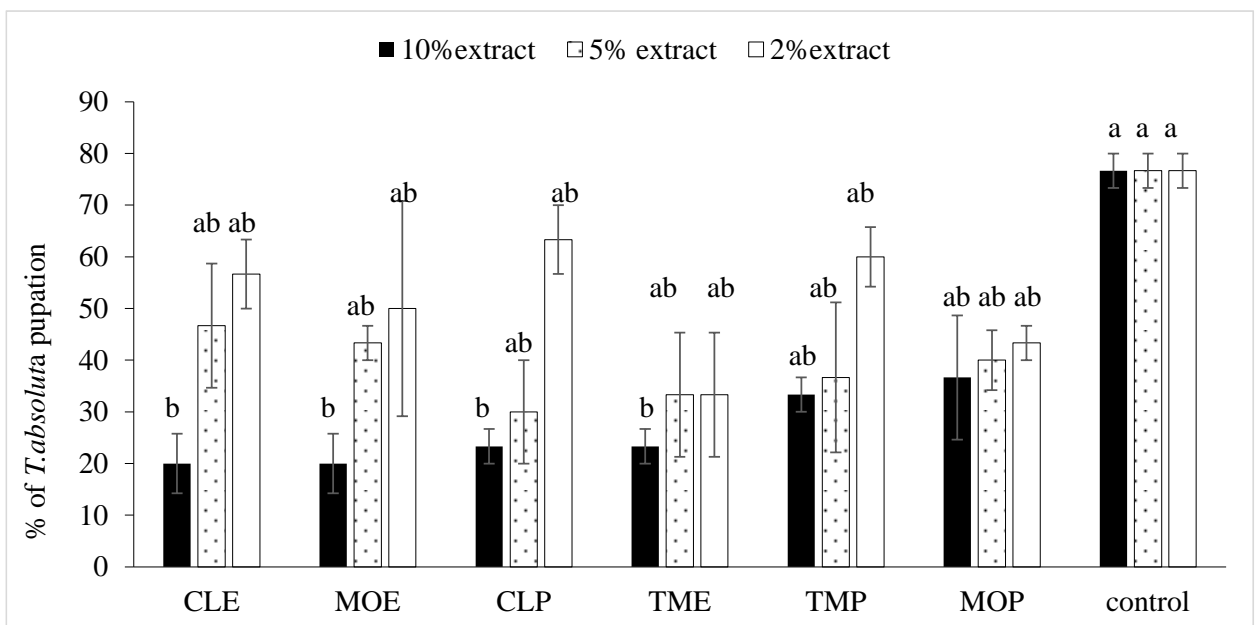 10%extract 5% extract 2%extract
% of T.absoluta pupation
90
80
70
60
50
40
30
20
10
0
a a a
ab ab ab ab ab
ab ab ab ab ab ab ab
ab ab
b b b b
CLE MOE CLP TME TMP MOP control